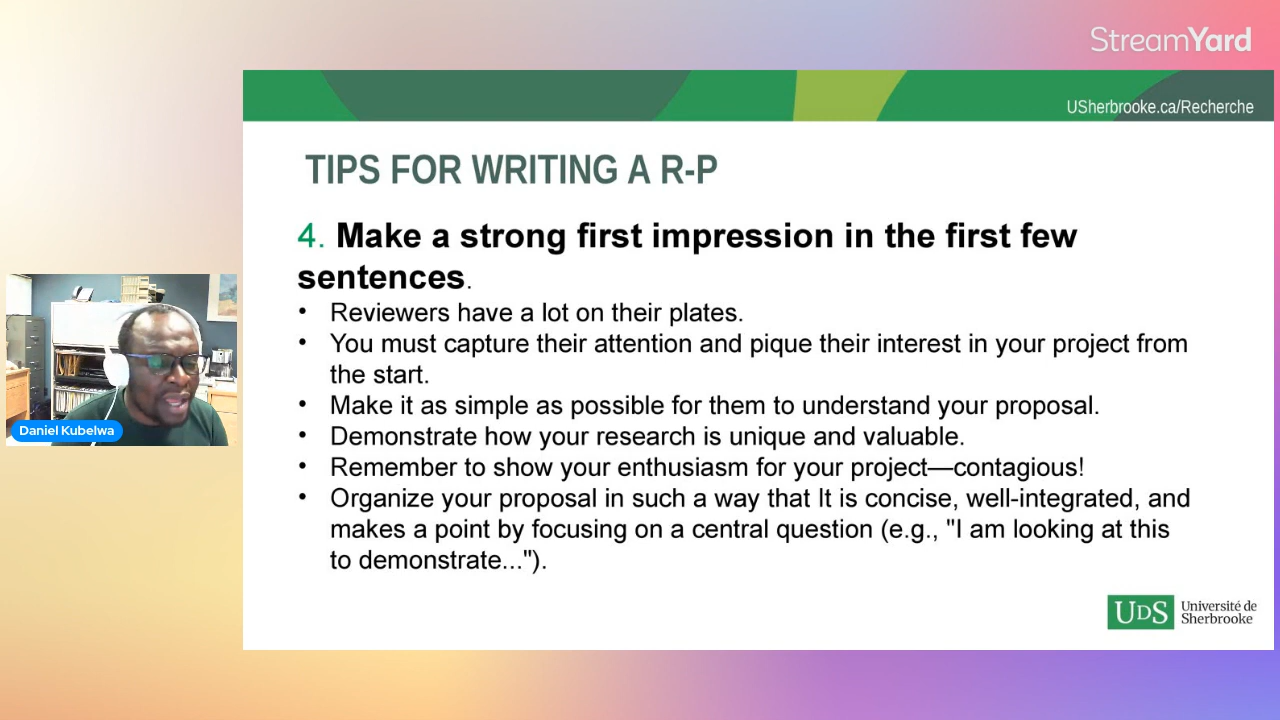 StreamYard
USherbrooke.ca/Recherche
TIPS FOR WRITING A R-P
4. Make a strong first impression in the first few
sentences.
• Reviewers have a lot on their plates.
• You must capture their attention and pique their interest in your project from
the start.
• Make it as simple as possible for them to understand your proposal.
• Demonstrate how your research is unique and valuable.
• Remember to show your enthusiasm for your project—contagious!
• Organize your proposal in such a way that It is concise, well-integrated, and
makes a point by focusing on a central question (e.g., "I am looking at this
to demonstrate...").
Daniel Kubelwa
UDS Université de
Sherbrooke